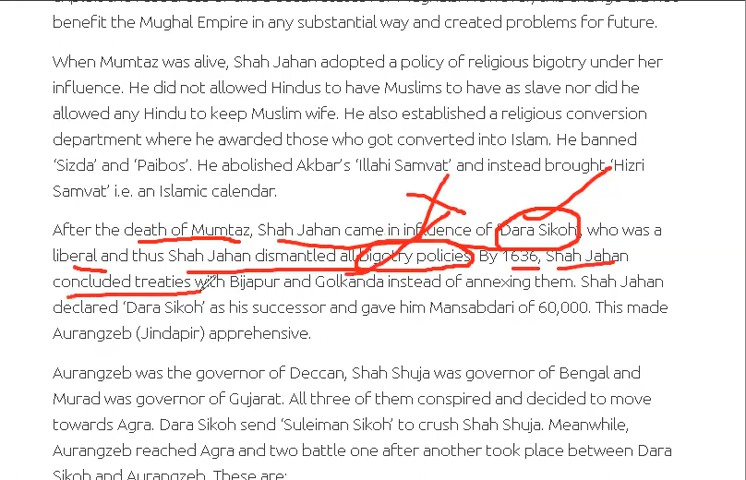 benefit the Mughal Empire in any substantial way and created problems for future.
When Mumtaz was alive, Shah Jahan adopted a policy of religious bigotry under her
influence. He did not allowed Hindus to have Muslims to have as slave nor did he
allowed any Hindu to keep Muslim wife. He also established a religious conversion
department where he awarded those who got converted into Islam. He banned
‘Sizda’ and ‘Paibos’. He abolished Akbar’s ‘Illahi Samvat’ and instead brought ‘Hizri
Samvat’ i.e. an Islamic calendar.
After the death of Mumtaz, Shah Jahan came in influence of ‘Dara Sikoh’, who was a
liberal and thus Shah Jahan dismantled all bigotry policies. By 1636, Shah Jahan
concluded treaties with Bijapur and Golkanda instead of annexing them. Shah Jahan
declared ‘Dara Sikoh’ as his successor and gave him Mansabdari of 60,000. This made
Aurangzeb (Jindapir) apprehensive.
Aurangzeb was the governor of Deccan, Shah Shuja was governor of Bengal and
Murad was governor of Gujarat. All three of them conspired and decided to move
towards Agra. Dara Sikoh send ‘Suleiman Sikoh’ to crush Shah Shuja. Meanwhile,
Aurangzeb reached Agra and two battle one after another took place between Dara
Sikoh and Aurangzeb. These are: